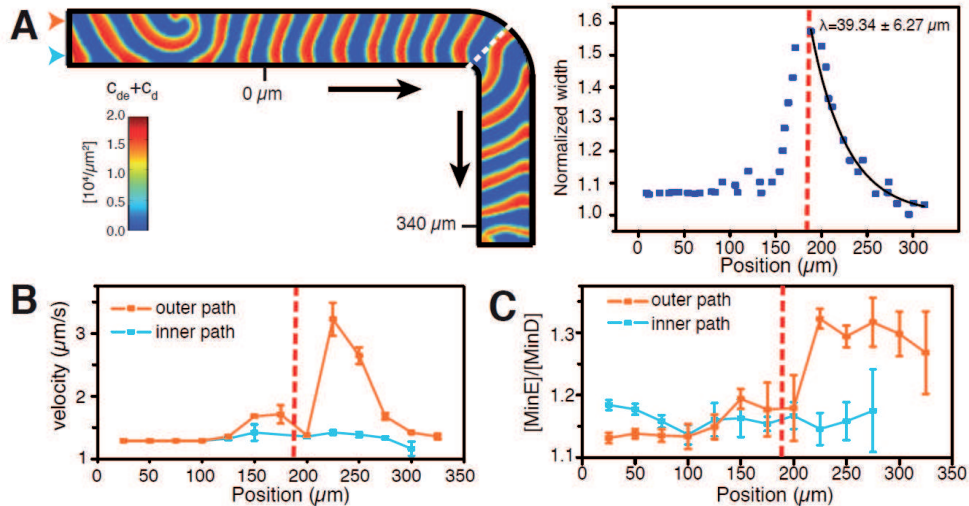 A
C_de+C_d
[10⁴/µm²]
2.0
1.5
1.0
0.5
0.0
0 µm
340 µm
Normalized width
1.6
1.5
1.4
1.3
1.2
1.1
1.0
λ=39.34 ± 6.27 µm
0 50 100 150 200 250 300
Position (µm)
B
velocity (µm/s)
3
2
1
outer path
inner path
0 50 100 150 200 250 300 350
Position (µm)
C
[MinE]/[MinD]
1.3
1.2
1.1
outer path
inner path
0 50 100 150 200 250 300 350
Position (µm)